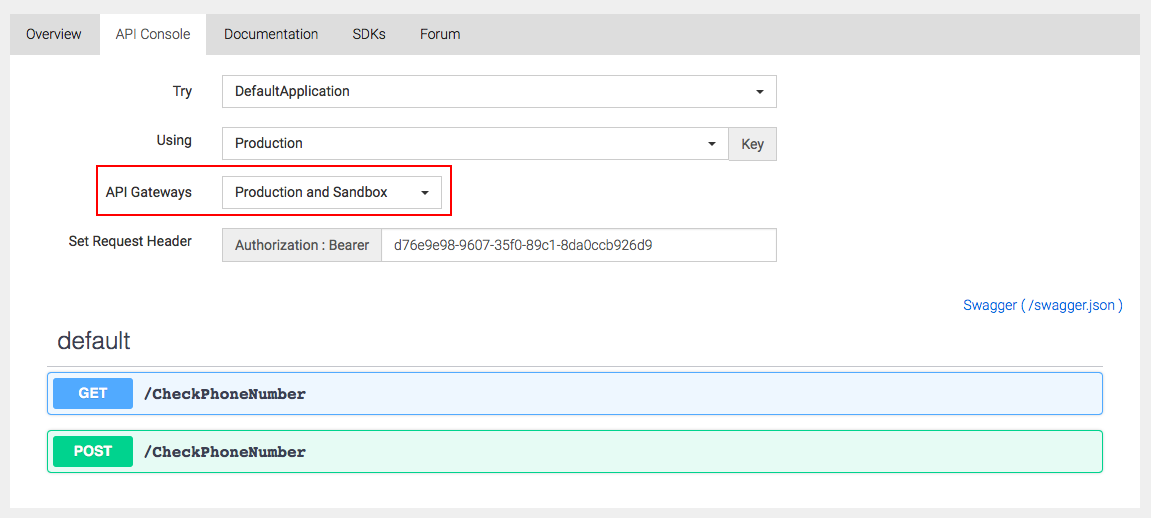 Overview API Console Documentation SDKs Forum
Try DefaultApplication
Using Production Key
API Gateways Production and Sandbox
Set Request Header Authorization : Bearer d76e9e98-9607-35f0-89c1-8da0ccb926d9
Swagger ( /swagger.json )
default
GET /CheckPhoneNumber
POST /CheckPhoneNumber